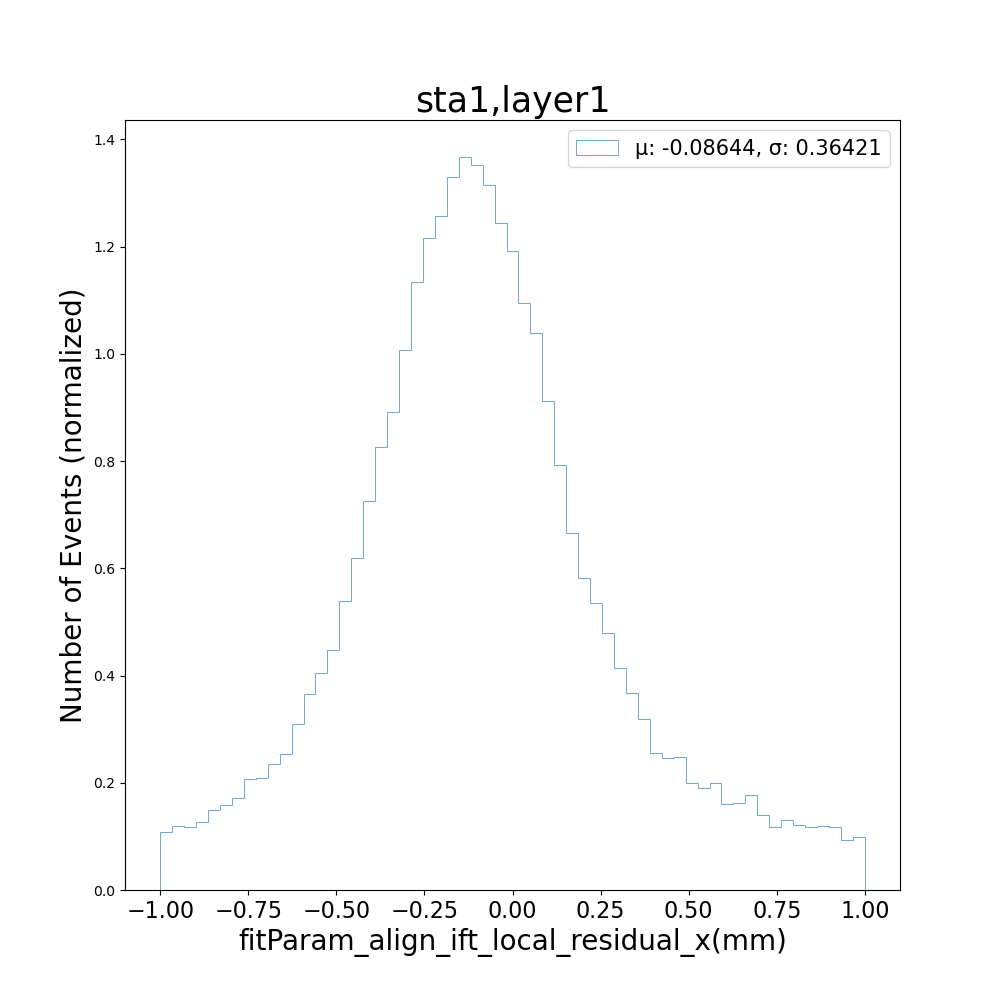 sta1,layer1
μ: -0.08644, σ: 0.36421
Number of Events (normalized)
1.4
1.2
1.0
0.8
0.6
0.4
0.2
0.0
−1.00 −0.75 −0.50 −0.25 0.00 0.25 0.50 0.75 1.00
fitParam_align_ift_local_residual_x(mm)